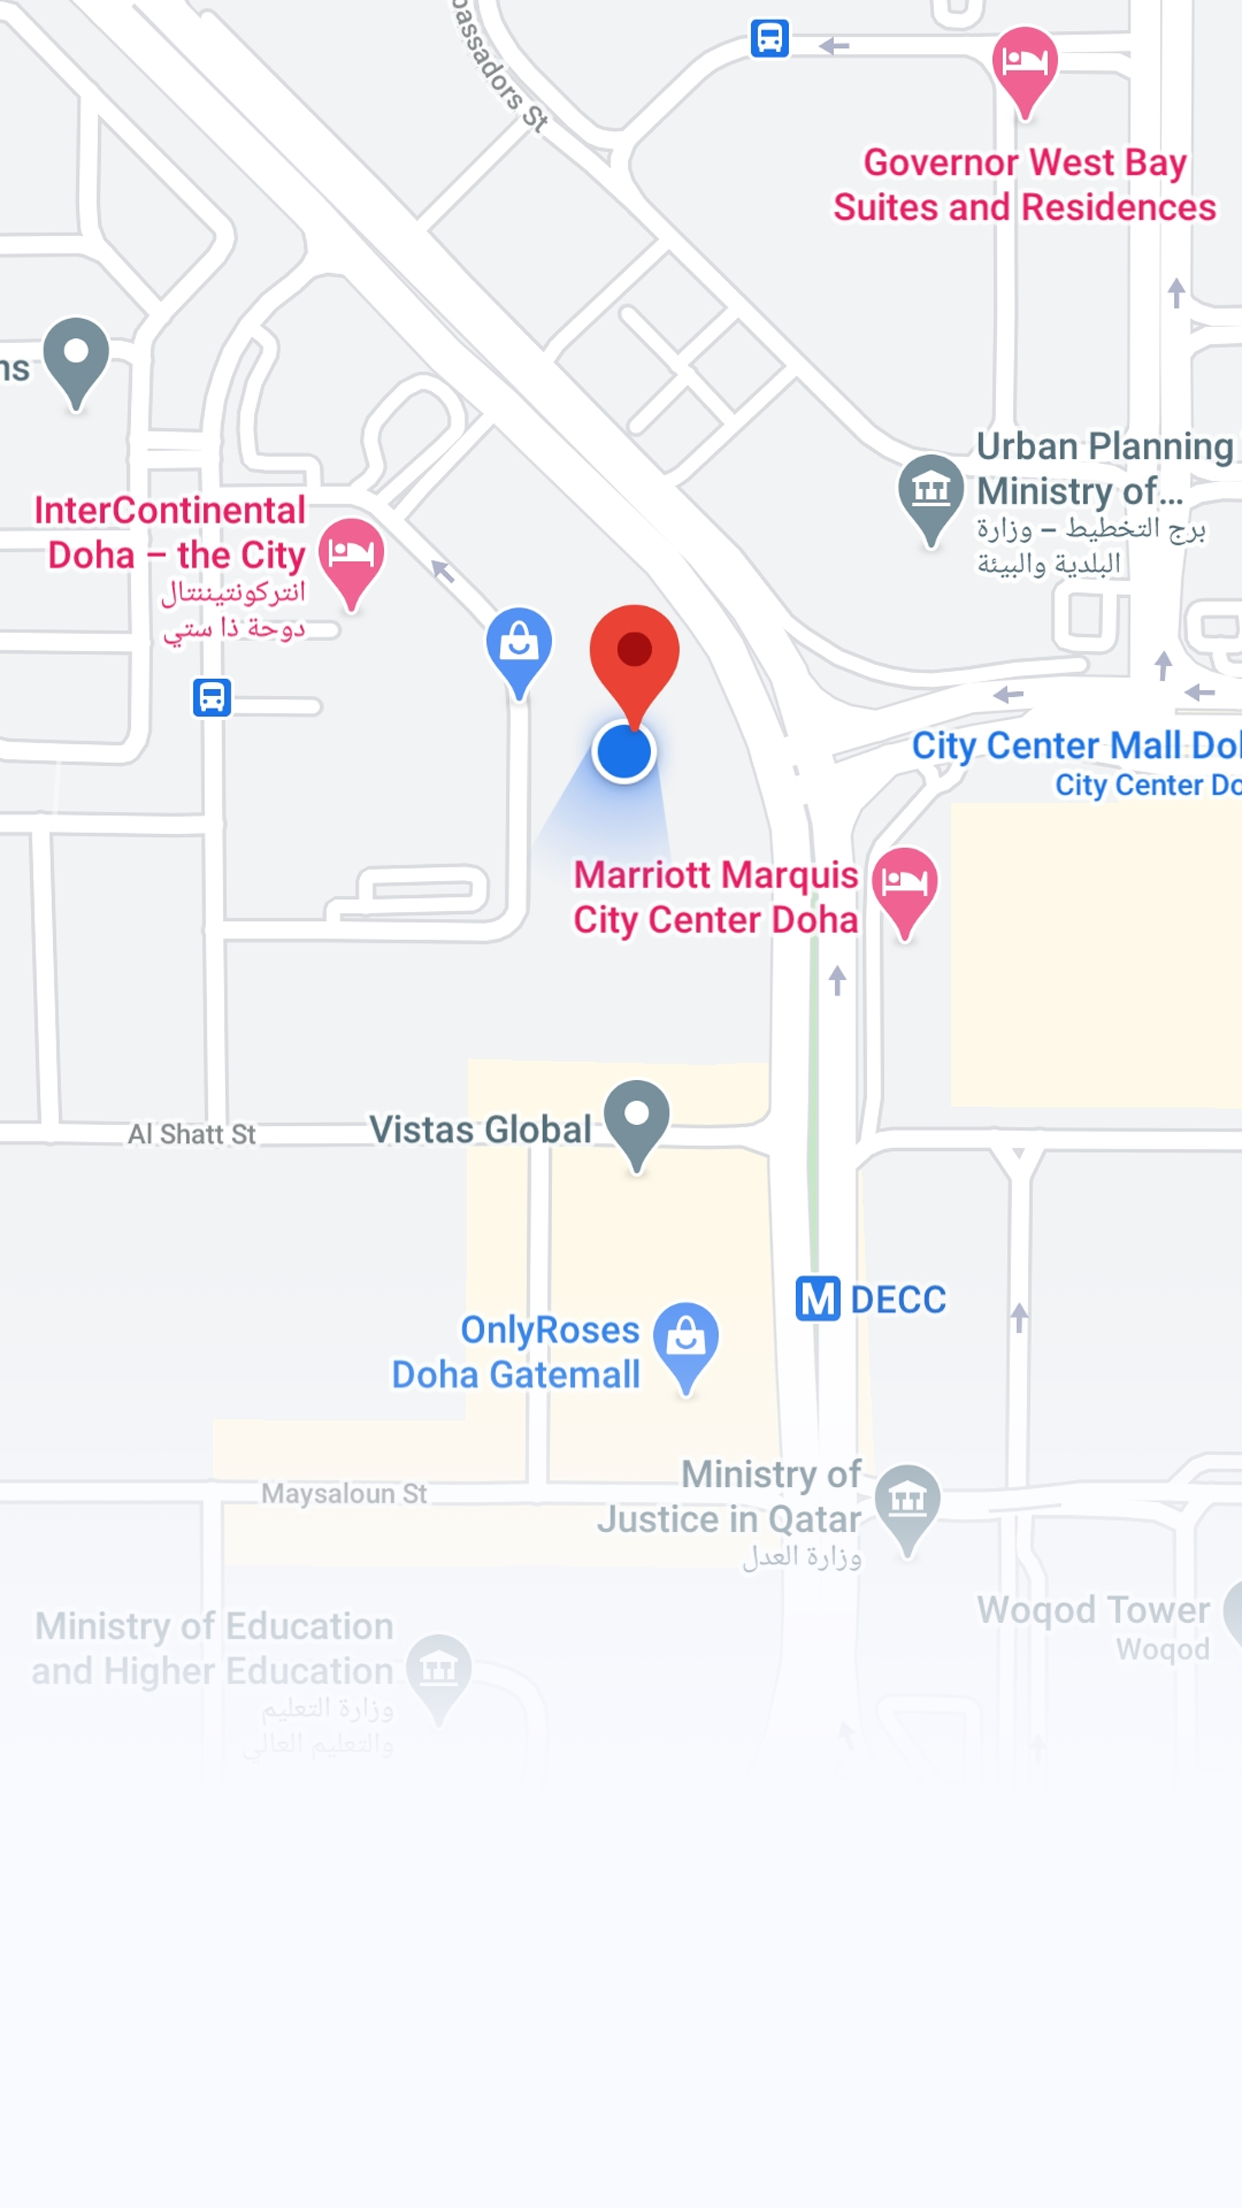 bassadors St
Governor West Bay
Suites and Residences
ns
Urban Planning
Ministry of...
برج التخطيط – وزارة
البلدية والبيئة
InterContinental
Doha – the City
انتركونتيننتال
دوحة ذا ستي
City Center Mall Do
City Center Do
Marriott Marquis
City Center Doha
Al Shatt St
Vistas Global
M DECC
OnlyRoses
Doha Gatemall
Maysaloun St
Ministry of
Justice in Qatar
وزارة العدل
Woqod Tower
Woqod
Ministry of Education
and Higher Education
وزارة التعليم
والتعليم العالي